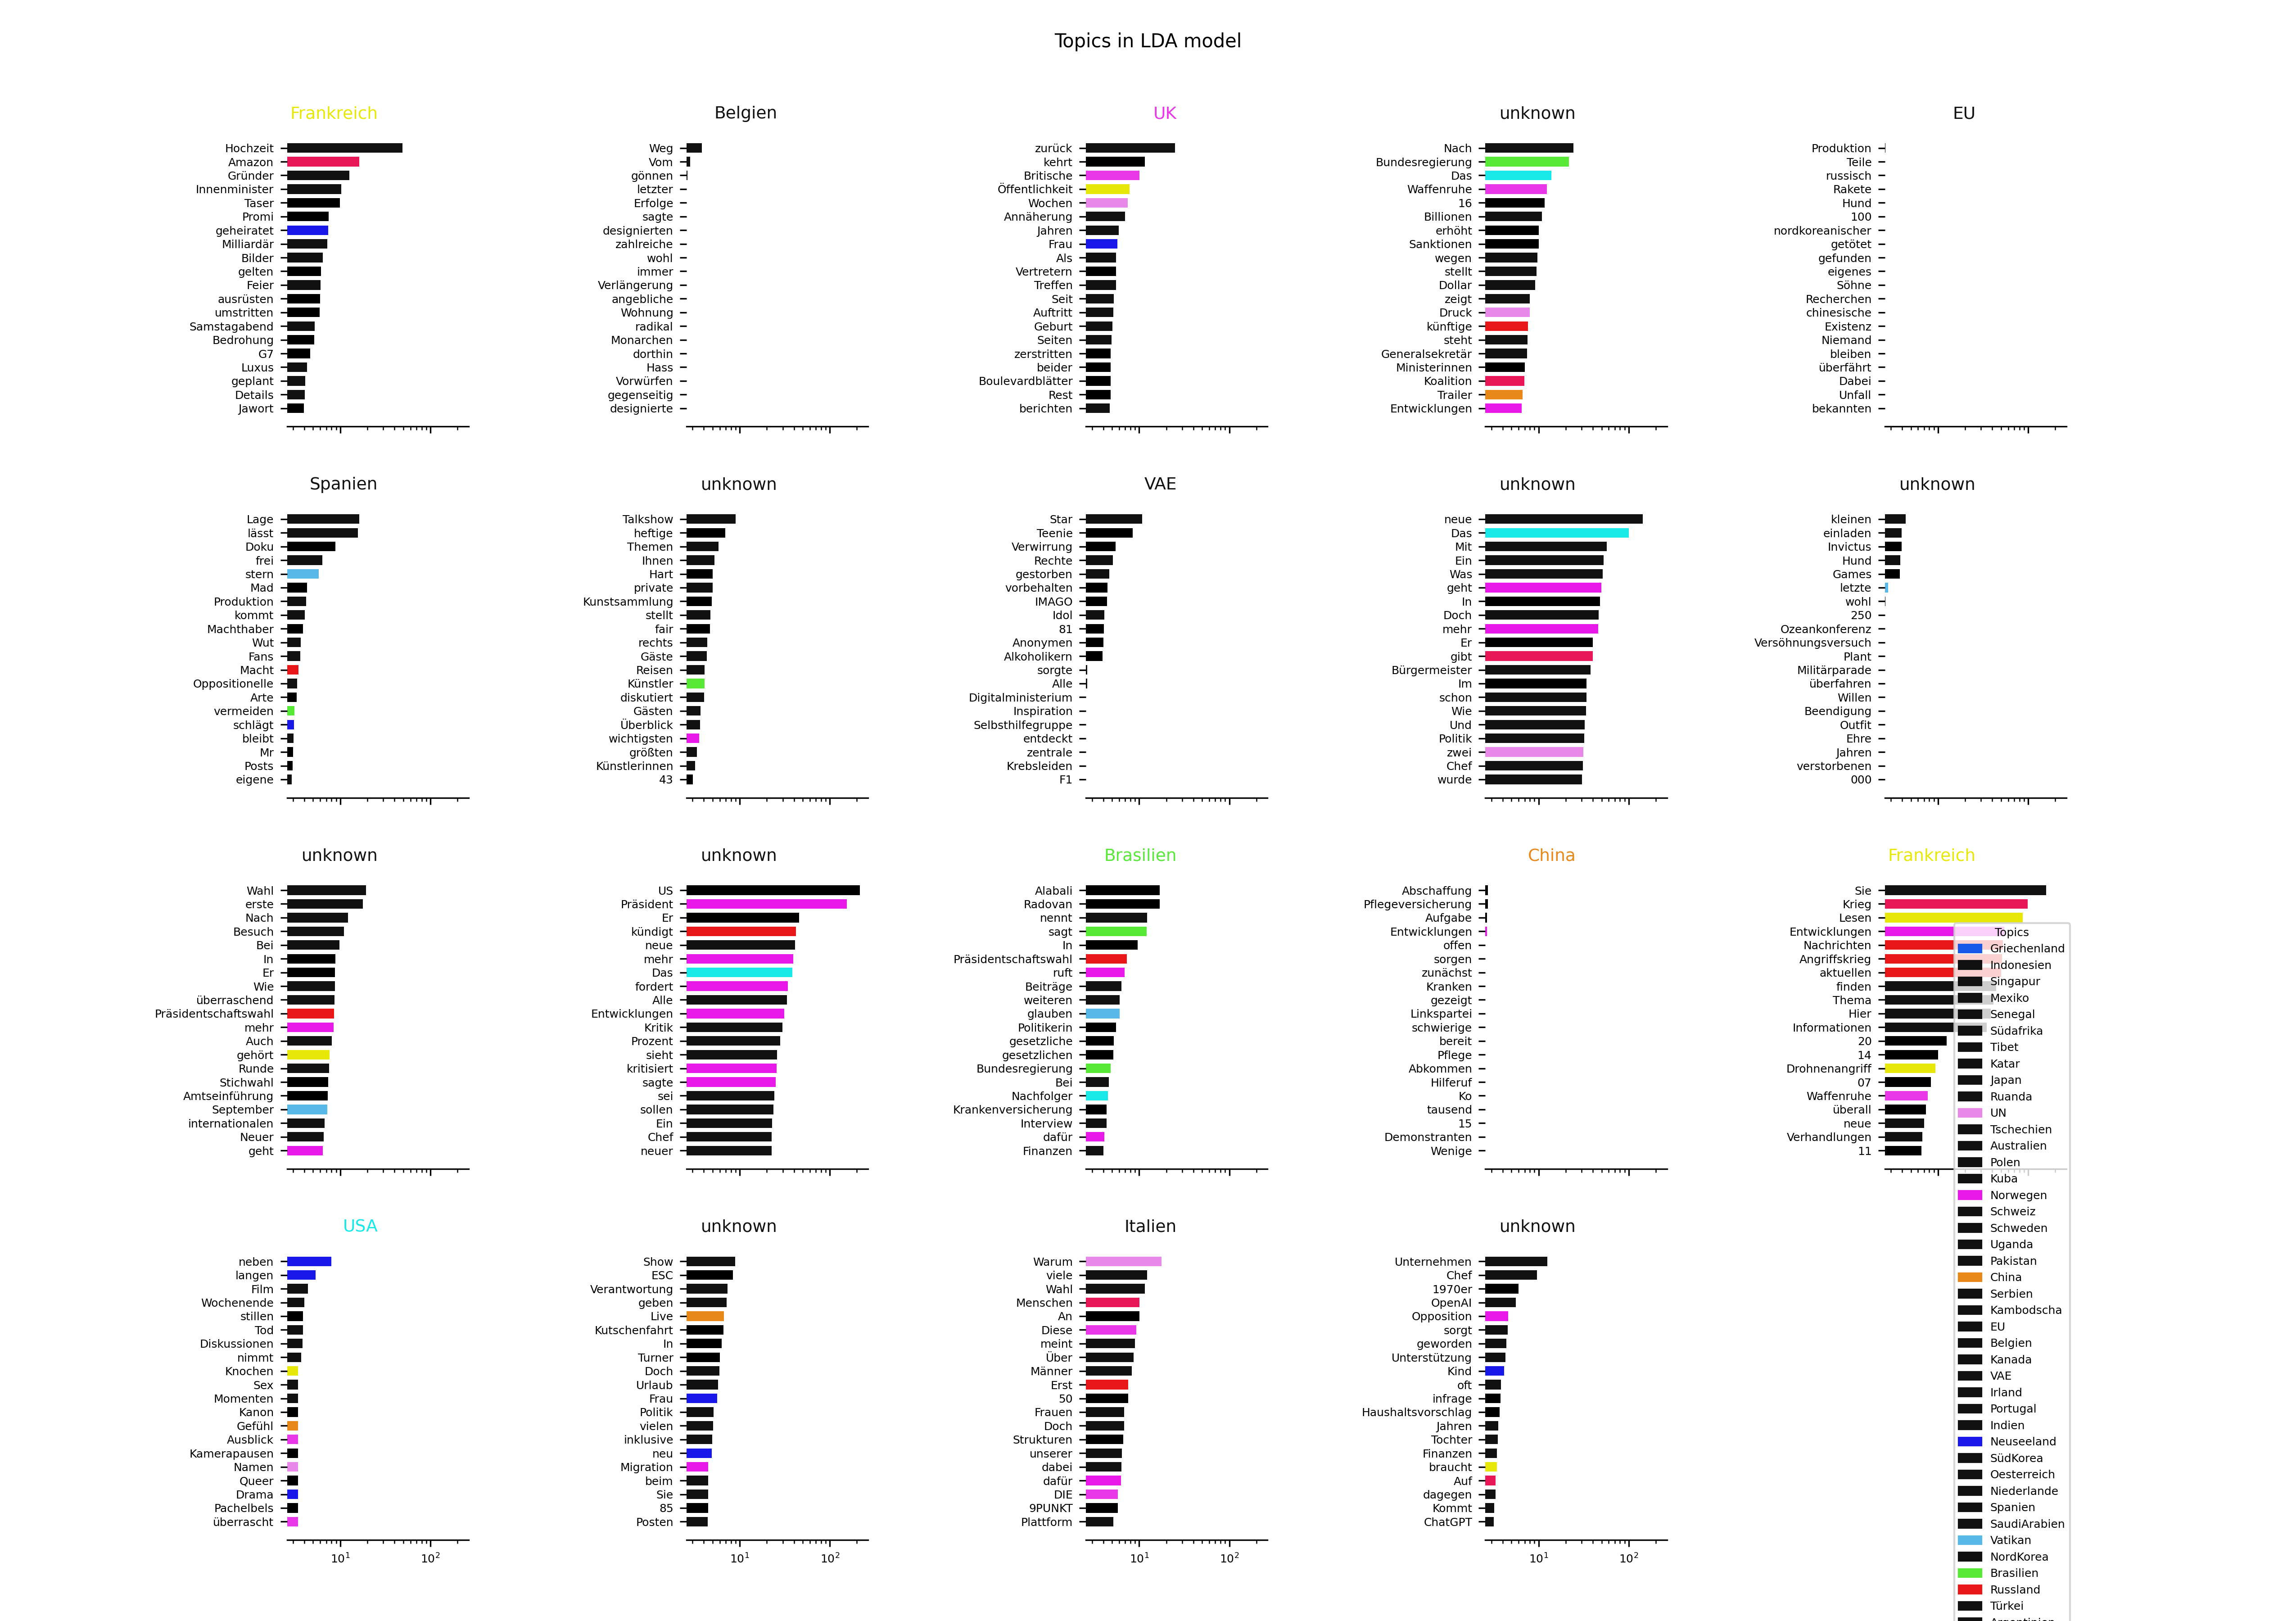 Topics in LDA model
Frankreich
Hochzeit
Amazon
Gründer
Innenminister
Taser
Promi
geheiratet
Milliardär
Bilder
gelten
Feier
ausrüsten
umstritten
Samstagabend
Bedrohung
G7
Luxus
geplant
Details
Jawort
Belgien
Weg
Vom
gönnen
letzter
Erfolge
sagte
designierten
zahlreiche
wohl
immer
Verlängerung
angebliche
Wohnung
radikal
Monarchen
dorthin
Hass
Vorwürfen
gegenseitig
designierte
UK
zurück
kehrt
Britische
Öffentlichkeit
Wochen
Annäherung
Jahren
Frau
Als
Vertretern
Treffen
Seit
Auftritt
Geburt
Seiten
zerstritten
beider
Boulevardblätter
Rest
berichten
unknown
Nach
Bundesregierung
Das
Waffenruhe
16
Billionen
erhöht
Sanktionen
wegen
stellt
Dollar
zeigt
Druck
künftige
steht
Generalsekretär
Ministerinnen
Koalition
Trailer
Entwicklungen
EU
Produktion
Teile
russisch
Rakete
Hund
100
nordkoreanischer
getötet
gefunden
eigenes
Söhne
Recherchen
chinesische
Existenz
Niemand
bleiben
überfährt
Dabei
Unfall
bekannten
Spanien
Lage
lässt
Doku
frei
stern
Mad
Produktion
kommt
Machthaber
Wut
Fans
Macht
Oppositionelle
Arte
vermeiden
schlägt
bleibt
Mr
Posts
eigene
unknown
Talkshow
heftige
Themen
Ihnen
Hart
private
Kunstsammlung
stellt
fair
rechts
Gäste
Reisen
Künstler
diskutiert
Gästen
Überblick
wichtigsten
größten
Künstlerinnen
43
VAE
Star
Teenie
Verwirrung
Rechte
gestorben
vorbehalten
IMAGO
Idol
81
Anonymen
Alkoholikern
sorgte
Alle
Digitalministerium
Inspiration
Selbsthilfegruppe
entdeckt
zentrale
Krebsleiden
F1
unknown
neue
Das
Mit
Ein
Was
geht
In
Doch
mehr
Er
gibt
Bürgermeister
Im
schon
Wie
Und
Politik
zwei
Chef
wurde
unknown
kleinen
einladen
Invictus
Hund
Games
letzte
wohl
250
Ozeankonferenz
Versöhnungsversuch
Plant
Militärparade
überfahren
Willen
Beendigung
Outfit
Ehre
Jahren
verstorbenen
000
unknown
Wahl
erste
Nach
Besuch
Bei
In
Er
Wie
überraschend
Präsidentschaftswahl
mehr
Auch
gehört
Runde
Stichwahl
Amtseinführung
September
internationalen
Neuer
geht
unknown
US
Präsident
Er
kündigt
neue
mehr
Das
fordert
Alle
Entwicklungen
Kritik
Prozent
sieht
kritisiert
sagte
sei
sollen
Ein
Chef
neuer
Brasilien
Alabali
Radovan
nennt
sagt
In
Präsidentschaftswahl
ruft
Beiträge
weiteren
glauben
Politikerin
gesetzliche
gesetzlichen
Bundesregierung
Bei
Nachfolger
Krankenversicherung
Interview
dafür
Finanzen
China
Abschaffung
Pflegeversicherung
Aufgabe
Entwicklungen
offen
sorgen
zunächst
Kranken
gezeigt
Linkspartei
schwierige
bereit
Pflege
Abkommen
Hilferuf
Ko
tausend
15
Demonstranten
Wenige
Frankreich
Sie
Krieg
Lesen
Entwicklungen
Nachrichten
Angriffskrieg
aktuellen
finden
Thema
Hier
Informationen
20
14
Drohnenangriff
07
Waffenruhe
überall
neue
Verhandlungen
11
USA
neben
langen
Film
Wochenende
stillen
Tod
Diskussionen
nimmt
Knochen
Sex
Momenten
Kanon
Gefühl
Ausblick
Kamerapausen
Namen
Queer
Drama
Pachelbels
überrascht
10¹ 10²
unknown
Show
ESC
Verantwortung
geben
Live
Kutschenfahrt
In
Turner
Doch
Urlaub
Frau
Politik
vielen
inklusive
neu
Migration
beim
Sie
85
Posten
10¹ 10²
Italien
Warum
viele
Wahl
Menschen
An
Diese
meint
Über
Männer
Erst
50
Frauen
Doch
Strukturen
unserer
dabei
dafür
DIE
9PUNKT
Plattform
10¹ 10²
unknown
Unternehmen
Chef
1970er
OpenAI
Opposition
sorgt
geworden
Unterstützung
Kind
oft
infrage
Haushaltsvorschlag
Jahren
Tochter
Finanzen
braucht
Auf
dagegen
Kommt
ChatGPT
10¹ 10²
Topics
Griechenland
Indonesien
Singapur
Mexiko
Senegal
Südafrika
Tibet
Katar
Japan
Ruanda
UN
Tschechien
Australien
Polen
Kuba
Norwegen
Schweiz
Schweden
Uganda
Pakistan
China
Serbien
Kambodscha
EU
Belgien
Kanada
VAE
Irland
Portugal
Indien
Neuseeland
SüdKorea
Oesterreich
Niederlande
Spanien
SaudiArabien
Vatikan
NordKorea
Brasilien
Russland
Türkei